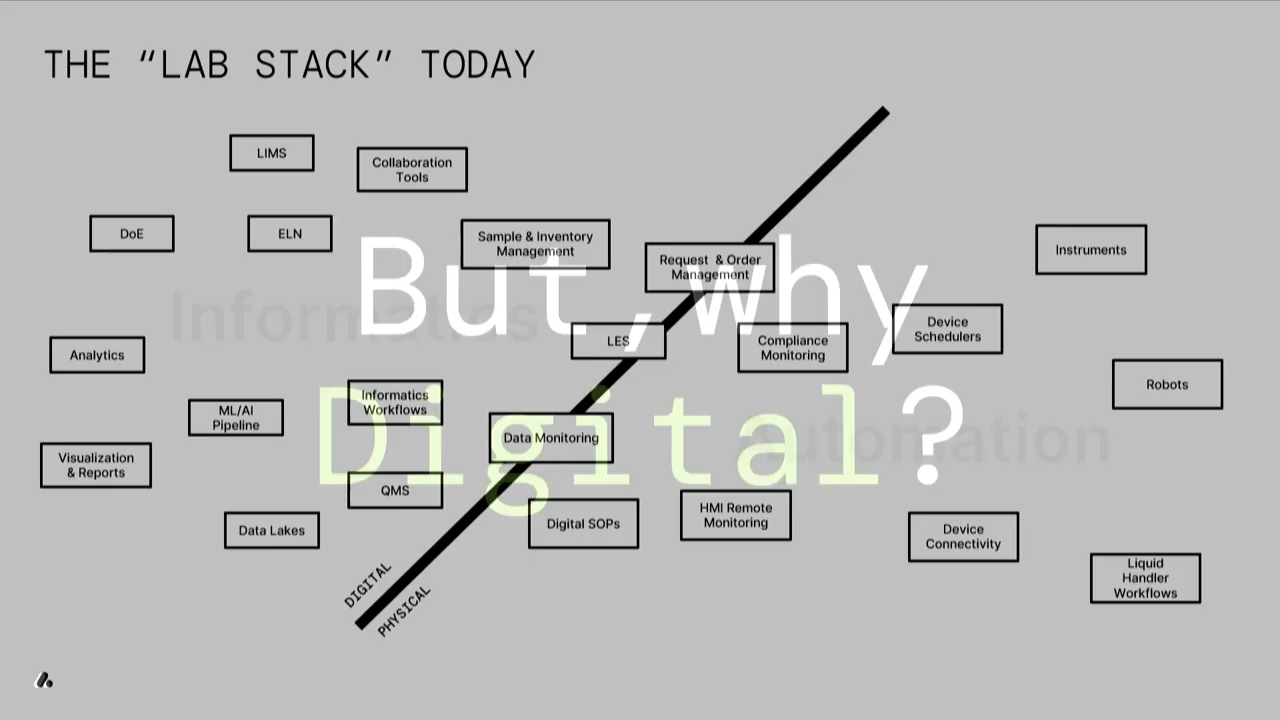 THE “LAB STACK” TODAY
LIMS
Collaboration
Tools
DoE
ELN
Sample & Inventory
Management
Request & Order
Management
Instruments
But, why
Digital?
Informatics
Automation
LES
Compliance
Monitoring
Device
Schedulers
Analytics
Robots
Informatics
Workflows
ML/AI
Pipeline
Data Monitoring
Visualization
& Reports
QMS
Digital SOPs
HMI Remote
Monitoring
Data Lakes
Device
Connectivity
Liquid
Handler
Workflows
DIGITAL
PHYSICAL